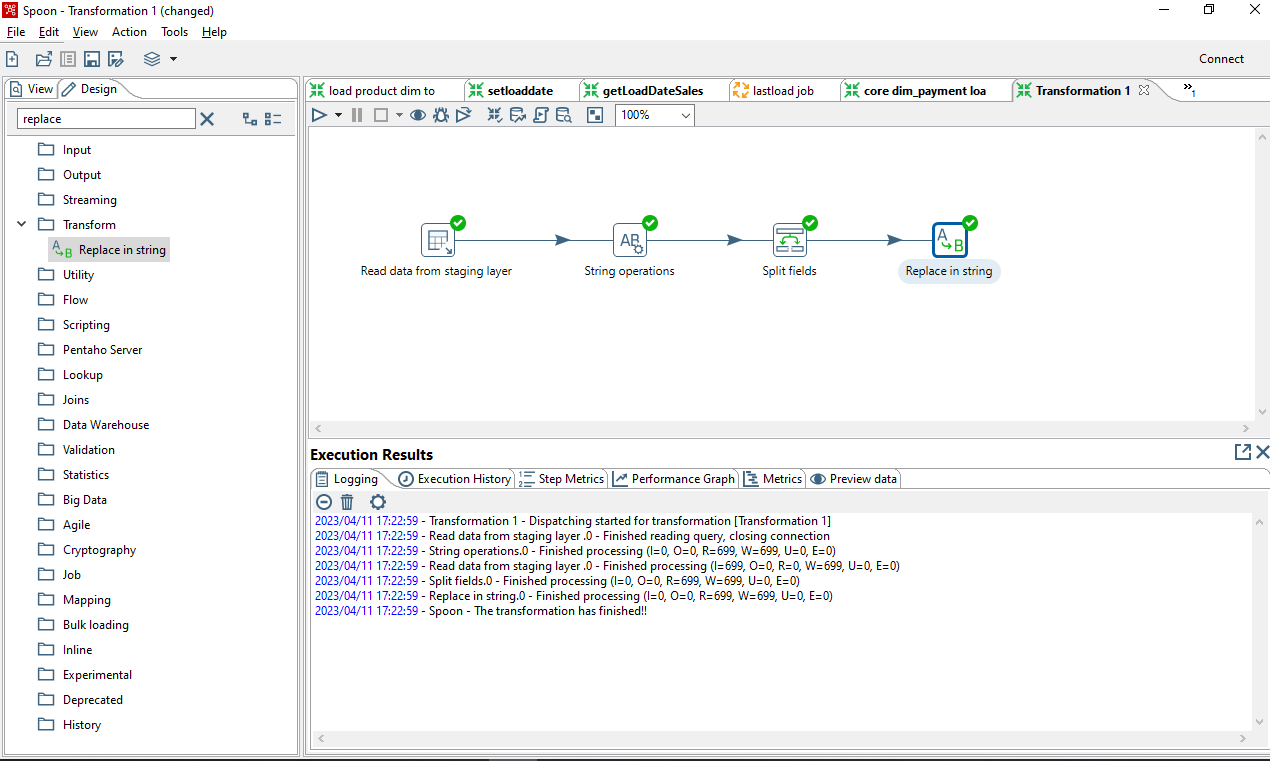 Spoon - Transformation 1 (changed)
File Edit View Action Tools Help
Connect
View Design
replace
Input
Output
Streaming
Transform
Replace in string
Utility
Flow
Scripting
Pentaho Server
Lookup
Joins
Data Warehouse
Validation
Statistics
Big Data
Agile
Cryptography
Job
Mapping
Bulk loading
Inline
Experimental
Deprecated
History
load product dim to setloaddate getLoadDateSales lastload job core dim_payment loa Transformation 1 »1
100%
AB A B
Read data from staging layer String operations Split fields Replace in string
Execution Results
Logging Execution History Step Metrics Performance Graph Metrics Preview data
2023/04/11 17:22:59 - Transformation 1 - Dispatching started for transformation [Transformation 1]
2023/04/11 17:22:59 - Read data from staging layer .0 - Finished reading query, closing connection
2023/04/11 17:22:59 - String operations.0 - Finished processing (I=0, O=0, R=699, W=699, U=0, E=0)
2023/04/11 17:22:59 - Read data from staging layer .0 - Finished processing (I=699, O=0, R=0, W=699, U=0, E=0)
2023/04/11 17:22:59 - Split fields.0 - Finished processing (I=0, O=0, R=699, W=699, U=0, E=0)
2023/04/11 17:22:59 - Replace in string.0 - Finished processing (I=0, O=0, R=699, W=699, U=0, E=0)
2023/04/11 17:22:59 - Spoon - The transformation has finished!!